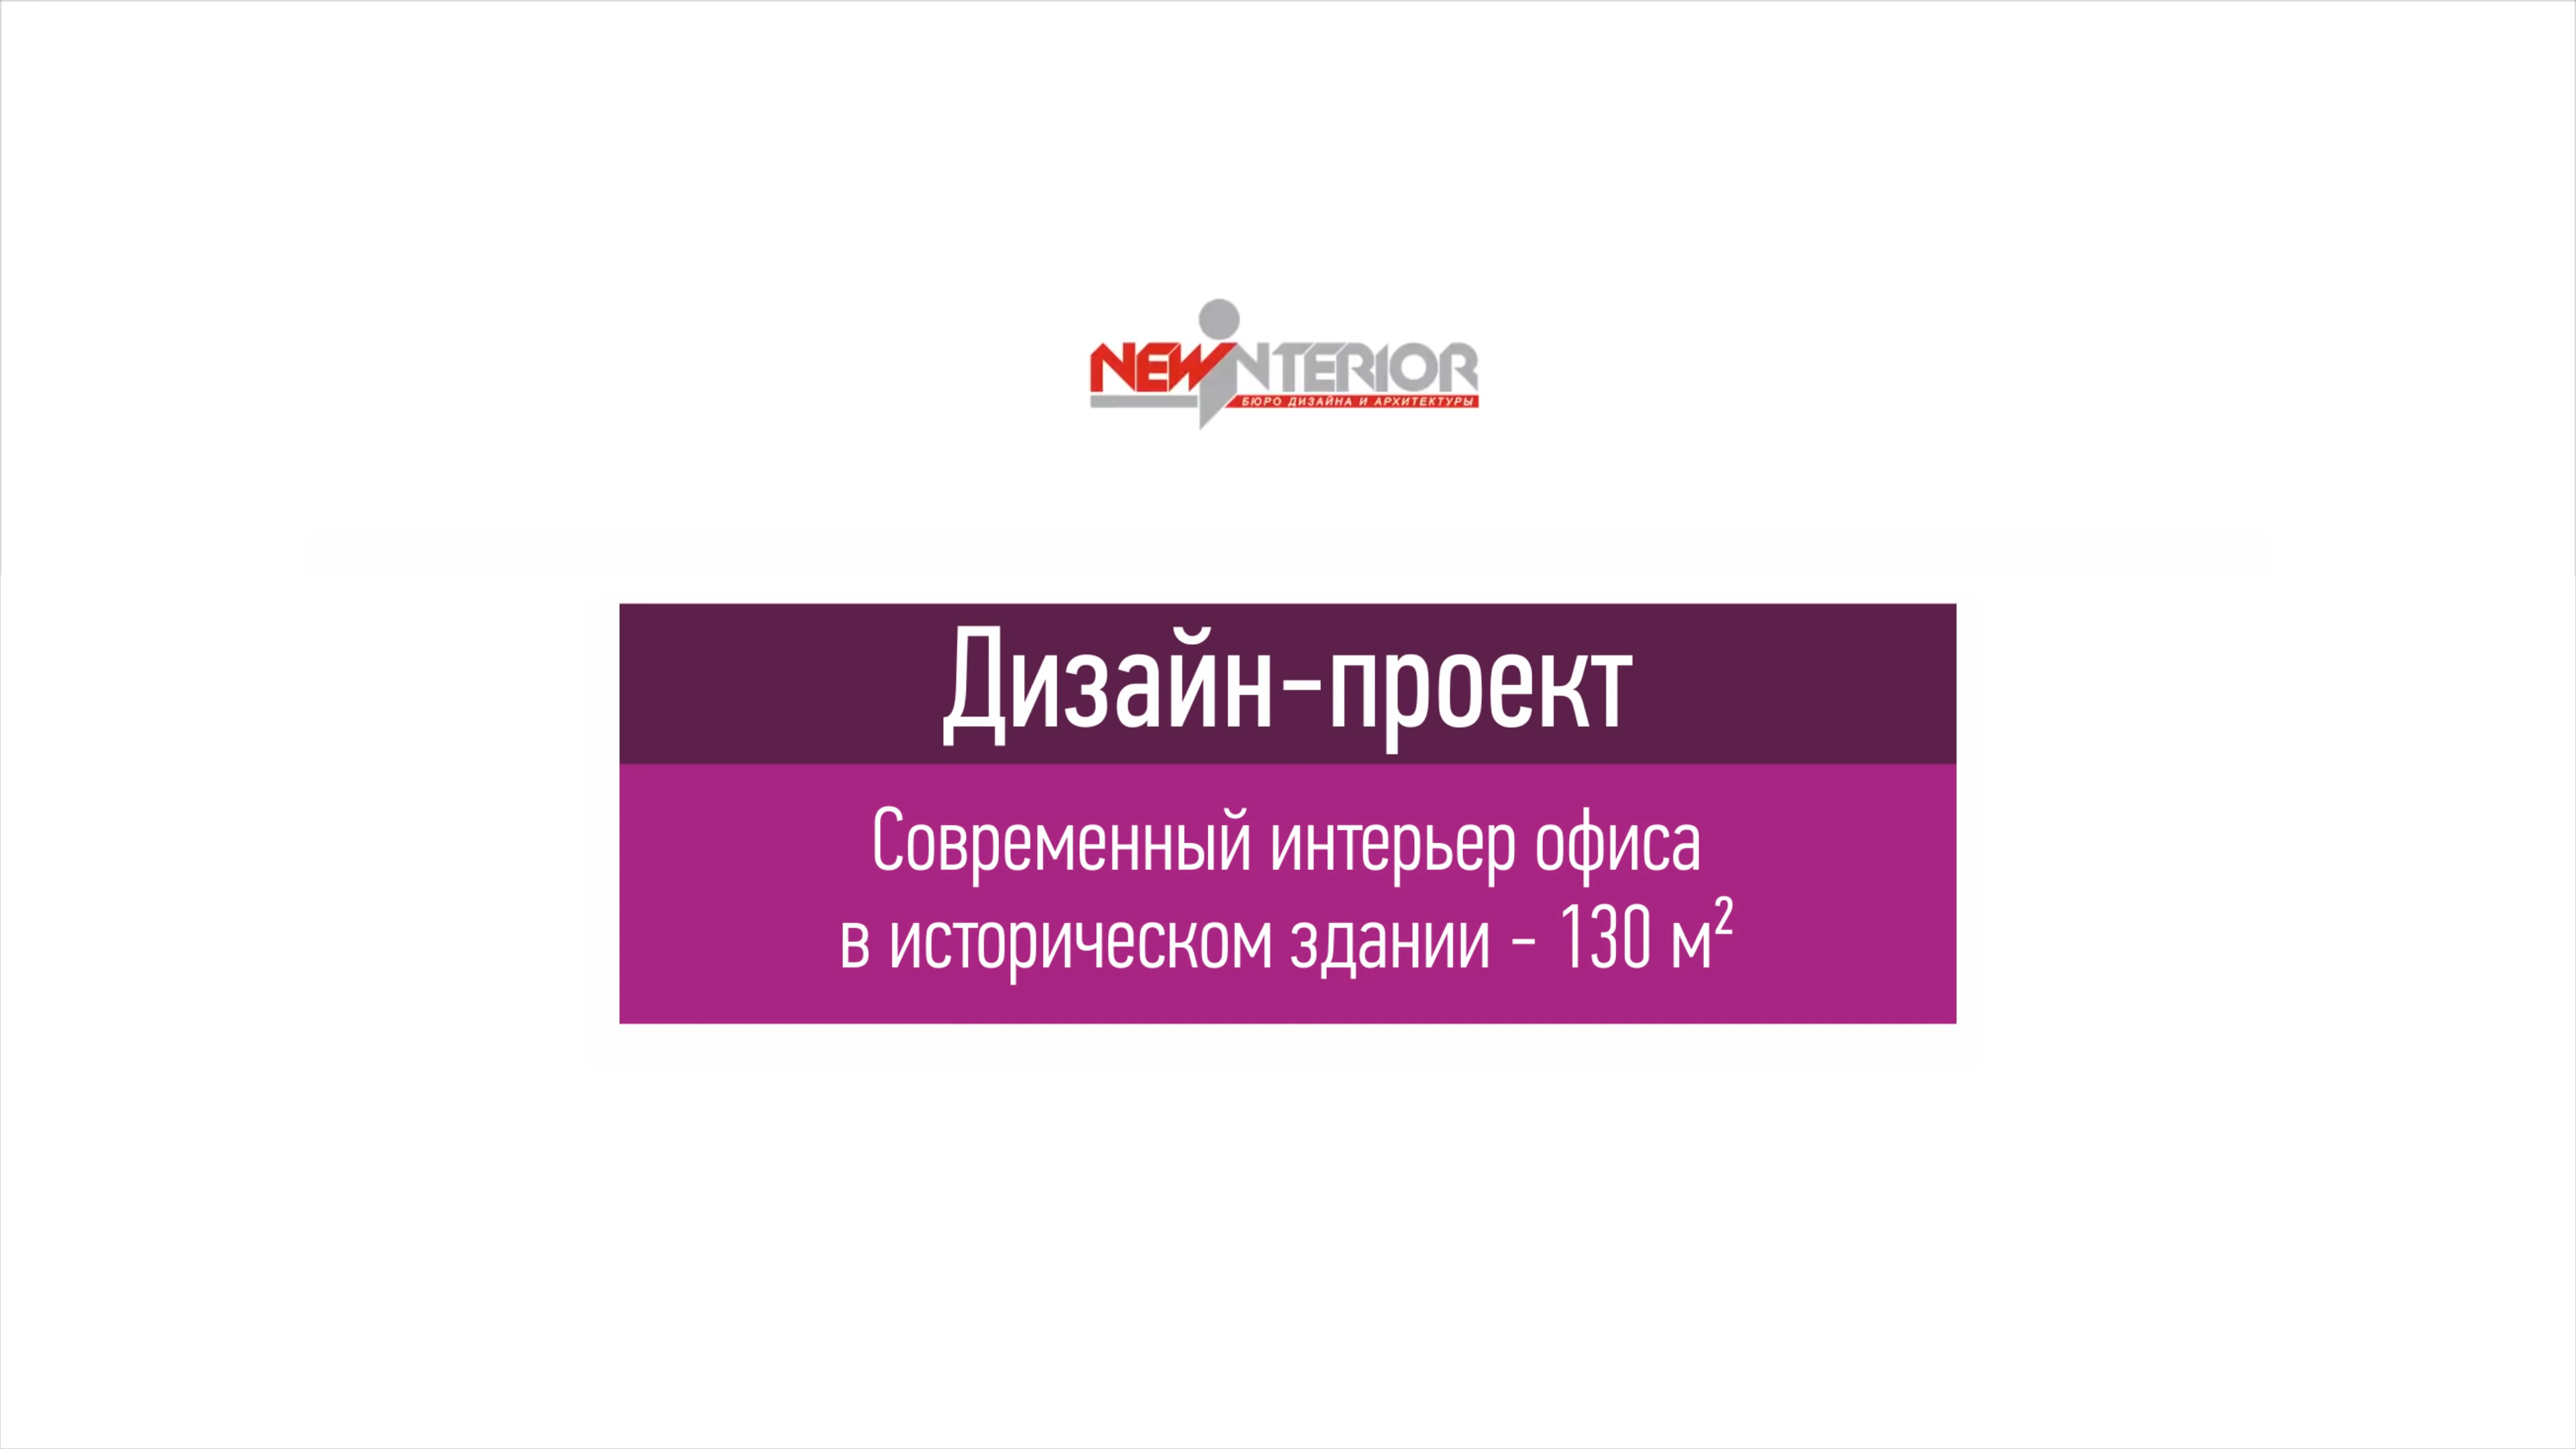 NEWiNTERIOR
БЮРО ДИЗАЙНА И АРХИТЕКТУРЫ
Дизайн-проект
Современный интерьер офиса
в историческом здании - 130 м²